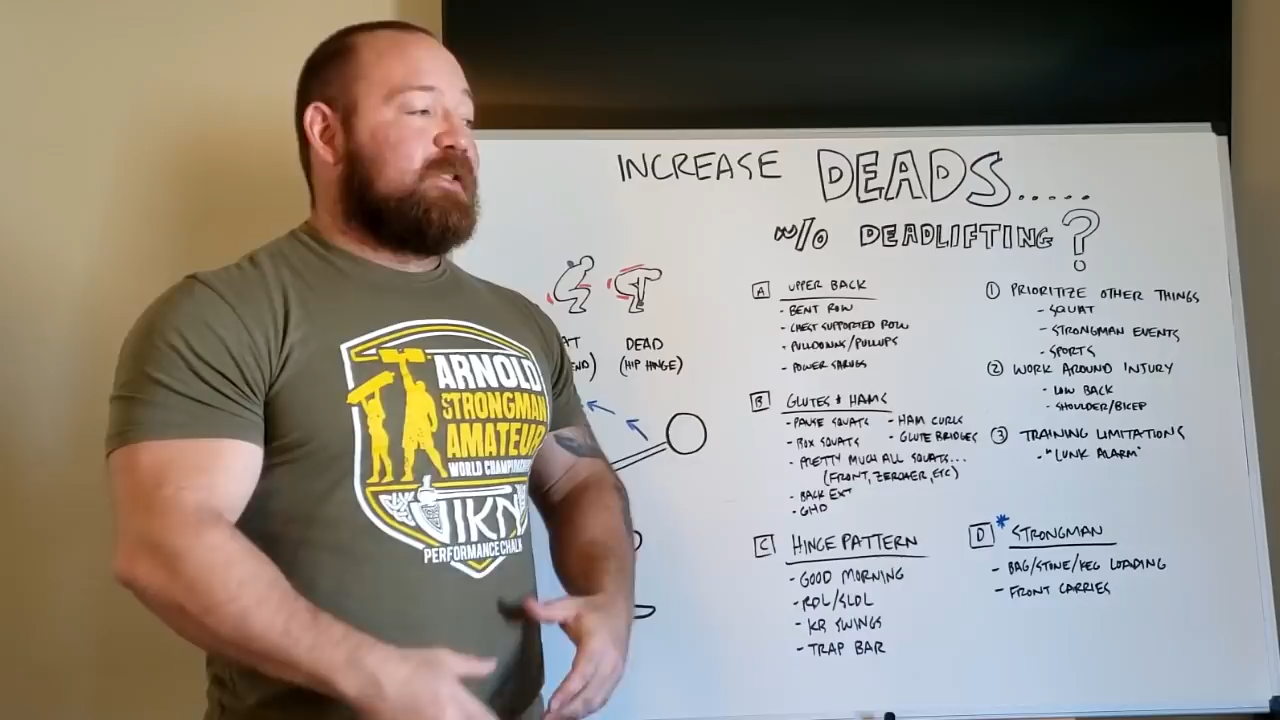 INCREASE DEADS.....
W/O DEADLIFTING?
DEAD
(HIP HINGE)
A UPPER BACK
- BENT ROW
- CHEST SUPPORTED ROW
- PULLDOWNS/PULLUPS
- POWER SHRUGS
B GLUTES + HAMS
- PAUSE SQUATS
- BOX SQUATS
- PRETTY MUCH ALL SQUATS...
(FRONT, ZERCHER, ETC)
- BACK EXT
- GHD
- HAM CURLS
- GLUTE BRIDGES
C HINGE PATTERN
- GOOD MORNING
- RDL/SLDL
- KB SWINGS
- TRAP BAR
1 PRIORITIZE OTHER THINGS
- SQUAT
- STRONGMAN EVENTS
- SPORTS
2 WORK AROUND INJURY
- LOW BACK
- SHOULDER/BICEP
3 TRAINING LIMITATIONS
- "LUNK ALARM"
D * STRONGMAN
- BAG/STONE/KEG LOADING
- FRONT CARRIES
ARNOLD
STRONGMAN
AMATEUR
WORLD
PERFORMANCE CHALK